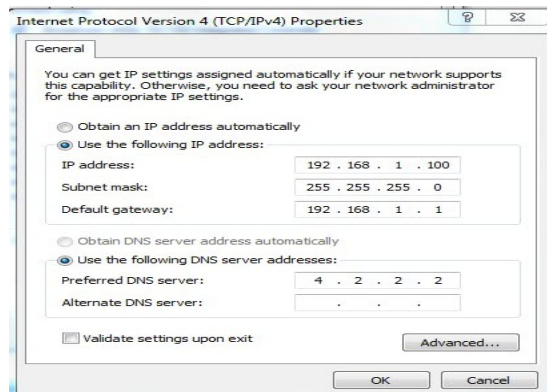 Internet Protocol Version 4 (TCP/IPv4) Properties
General
You can get IP settings assigned automatically if your network supports
this capability. Otherwise, you need to ask your network administrator
for the appropriate IP settings.
Obtain an IP address automatically
Use the following IP address:
IP address: 192 . 168 . 1 . 100
Subnet mask: 255 . 255 . 255 . 0
Default gateway: 192 . 168 . 1 . 1
Obtain DNS server address automatically
Use the following DNS server addresses:
Preferred DNS server: 4 . 2 . 2 . 2
Alternate DNS server: . . .
Validate settings upon exit
Advanced...
OK Cancel